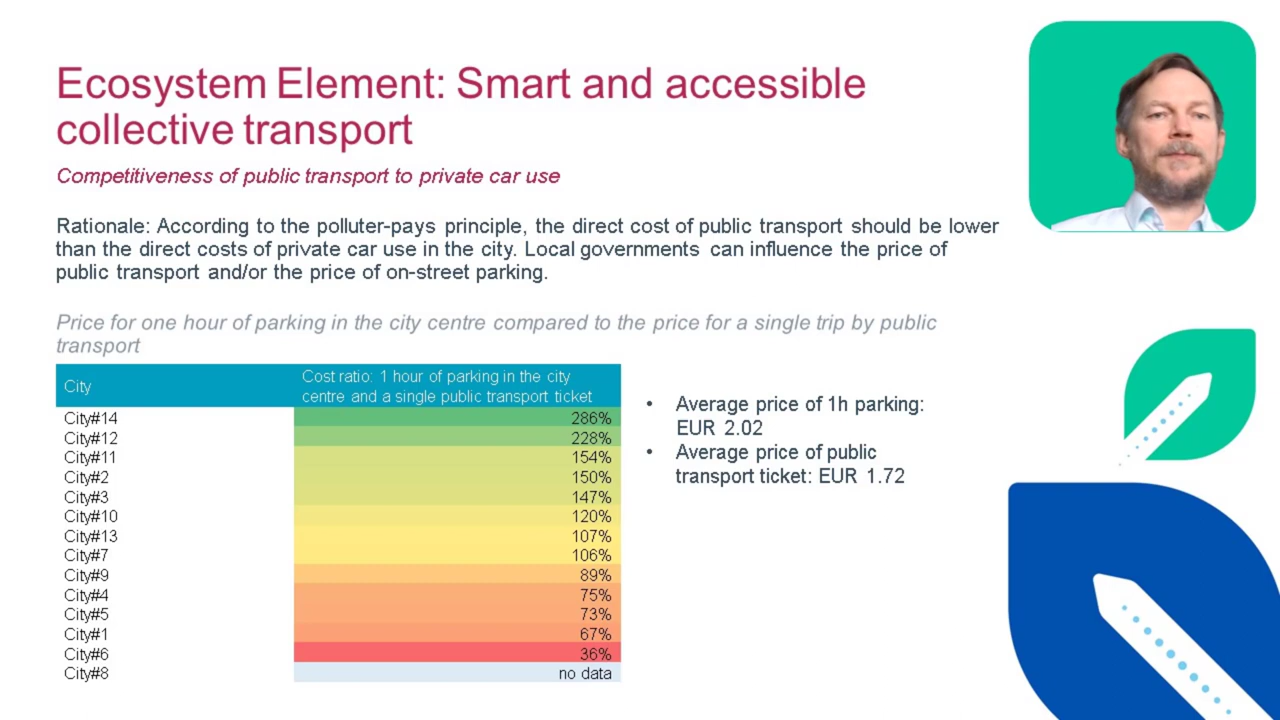 Ecosystem Element: Smart and accessible
collective transport
Competitiveness of public transport to private car use
Rationale: According to the polluter-pays principle, the direct cost of public transport should be lower
than the direct costs of private car use in the city. Local governments can influence the price of
public transport and/or the price of on-street parking.
Price for one hour of parking in the city centre compared to the price for a single trip by public
transport
City
Cost ratio: 1 hour of parking in the city
centre and a single public transport ticket
City#14 286%
City#12 228%
City#11 154%
City#2 150%
City#3 147%
City#10 120%
City#13 107%
City#7 106%
City#9 89%
City#4 75%
City#5 73%
City#1 67%
City#6 36%
City#8 no data
• Average price of 1h parking:
EUR 2.02
• Average price of public
transport ticket: EUR 1.72